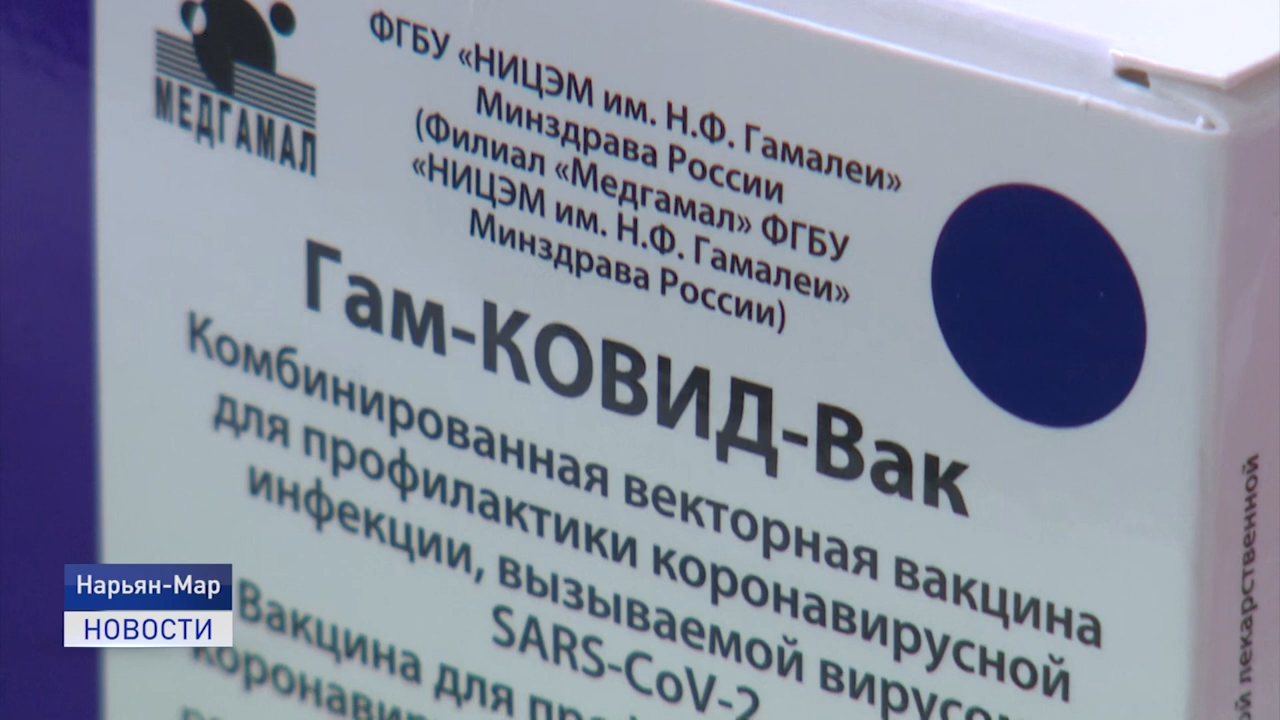 МЕДГАМАЛ
ФГБУ «НИЦЭМ им. Н.Ф. Гамалеи»
Минздрава России
(Филиал «Медгамал» ФГБУ
«НИЦЭМ им. Н.Ф. Гамалеи»
Минздрава России)
Гам-КОВИД-Вак
Комбинированная векторная вакцина
для профилактики коронавирусной
инфекции, вызываемой вирусом
SARS-CoV-2
Вакцина для
лекарственной
Нарьян-Мар
НОВОСТИ